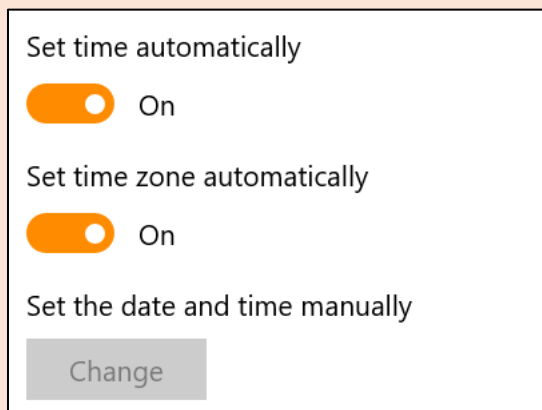 Set time automatically
On
Set time zone automatically
On
Set the date and time manually
Change